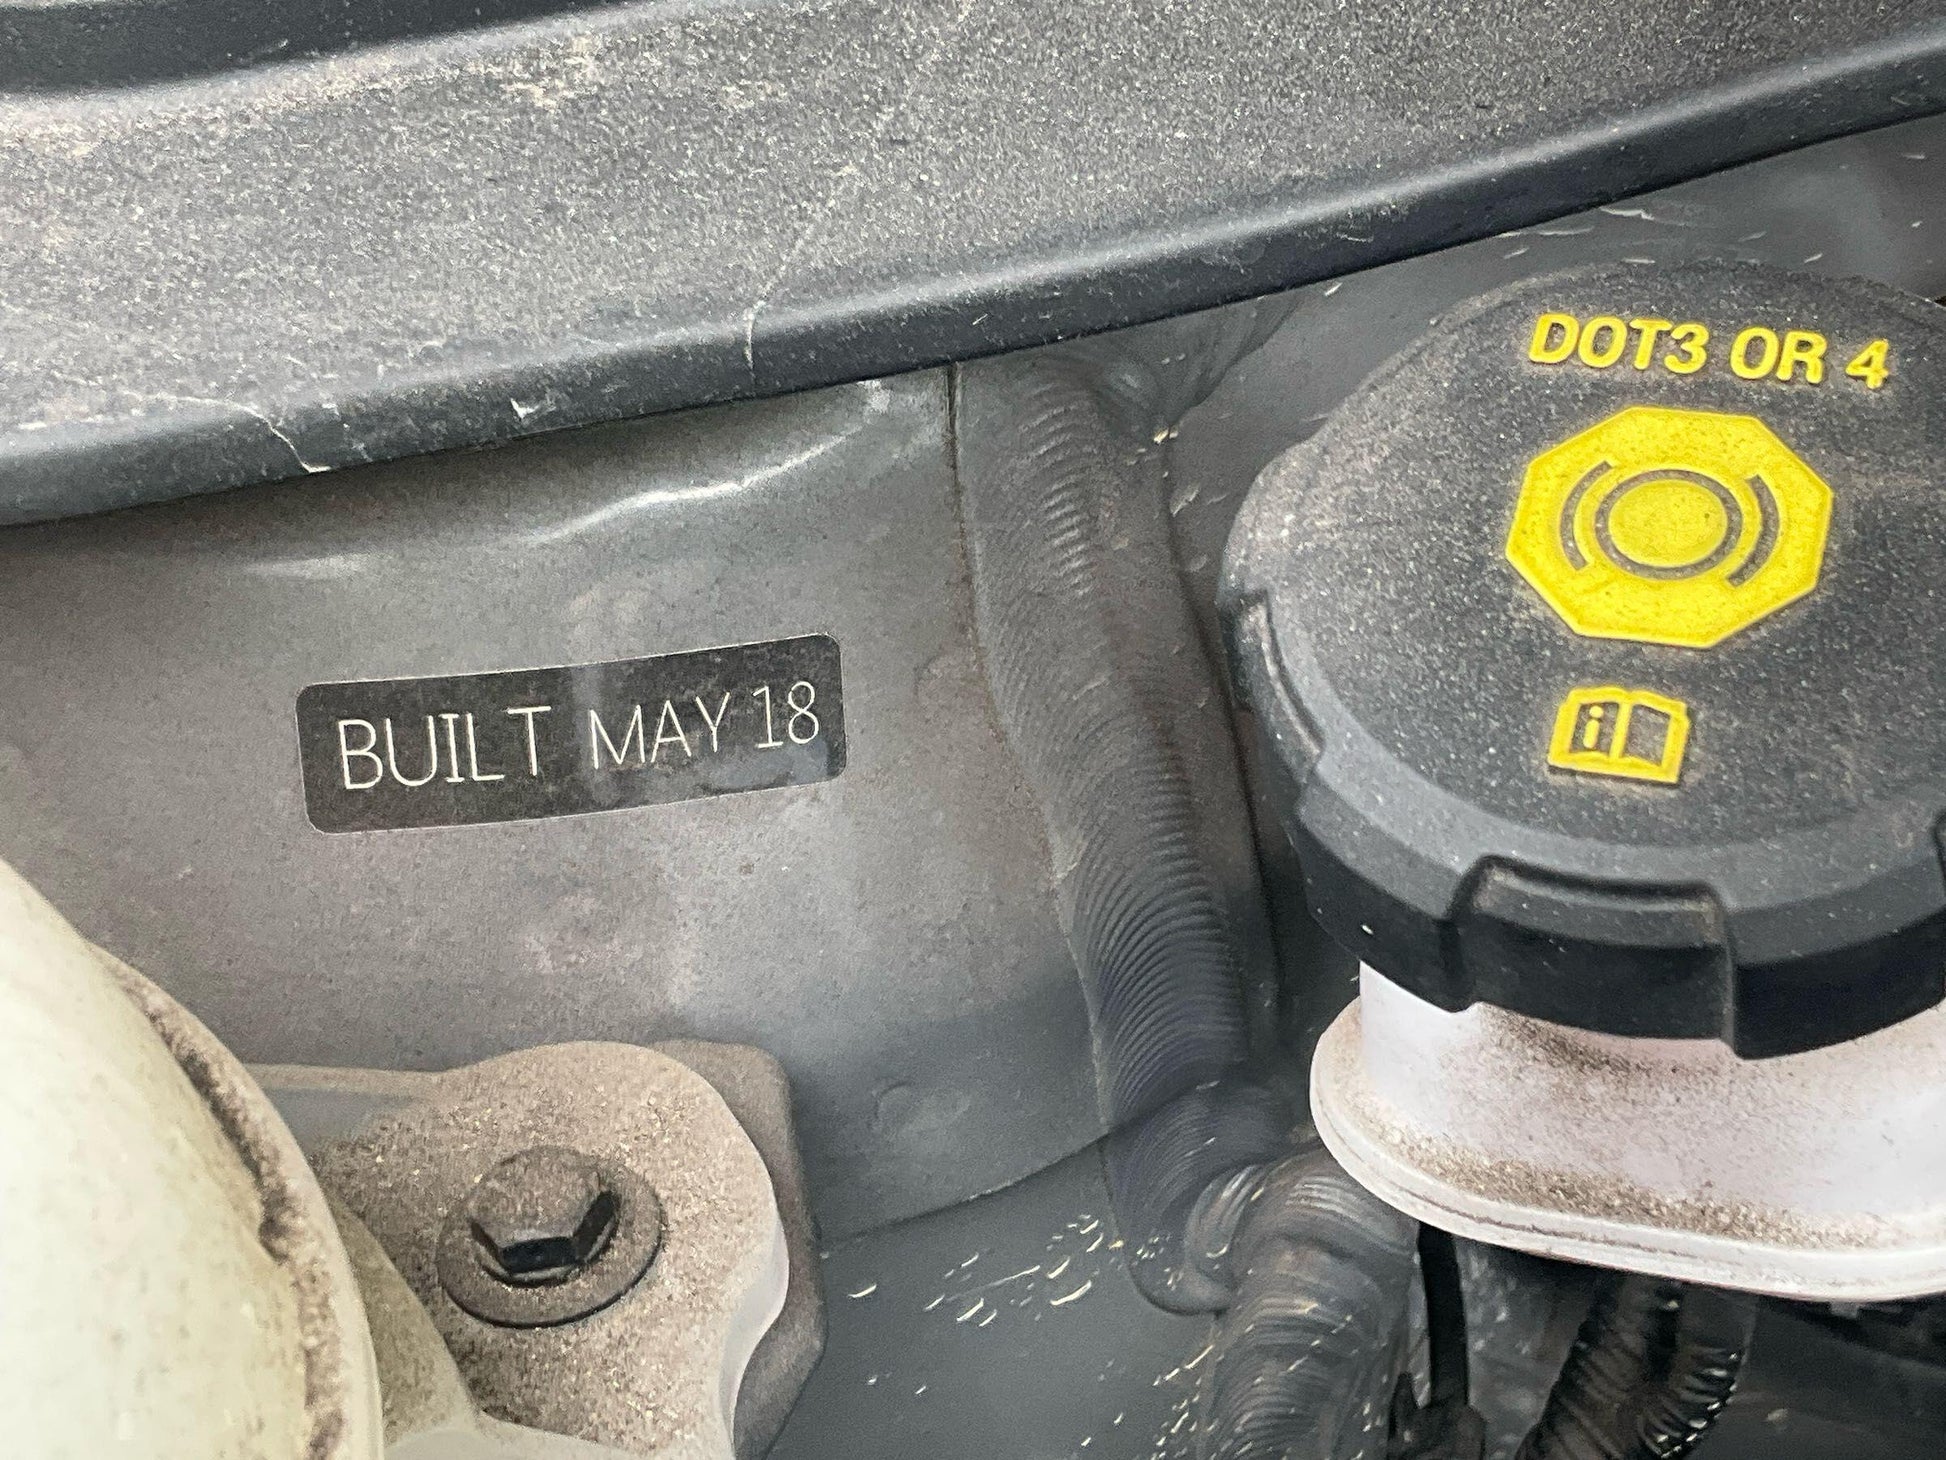 DOT3 OR 4
i
BUILT MAY 18